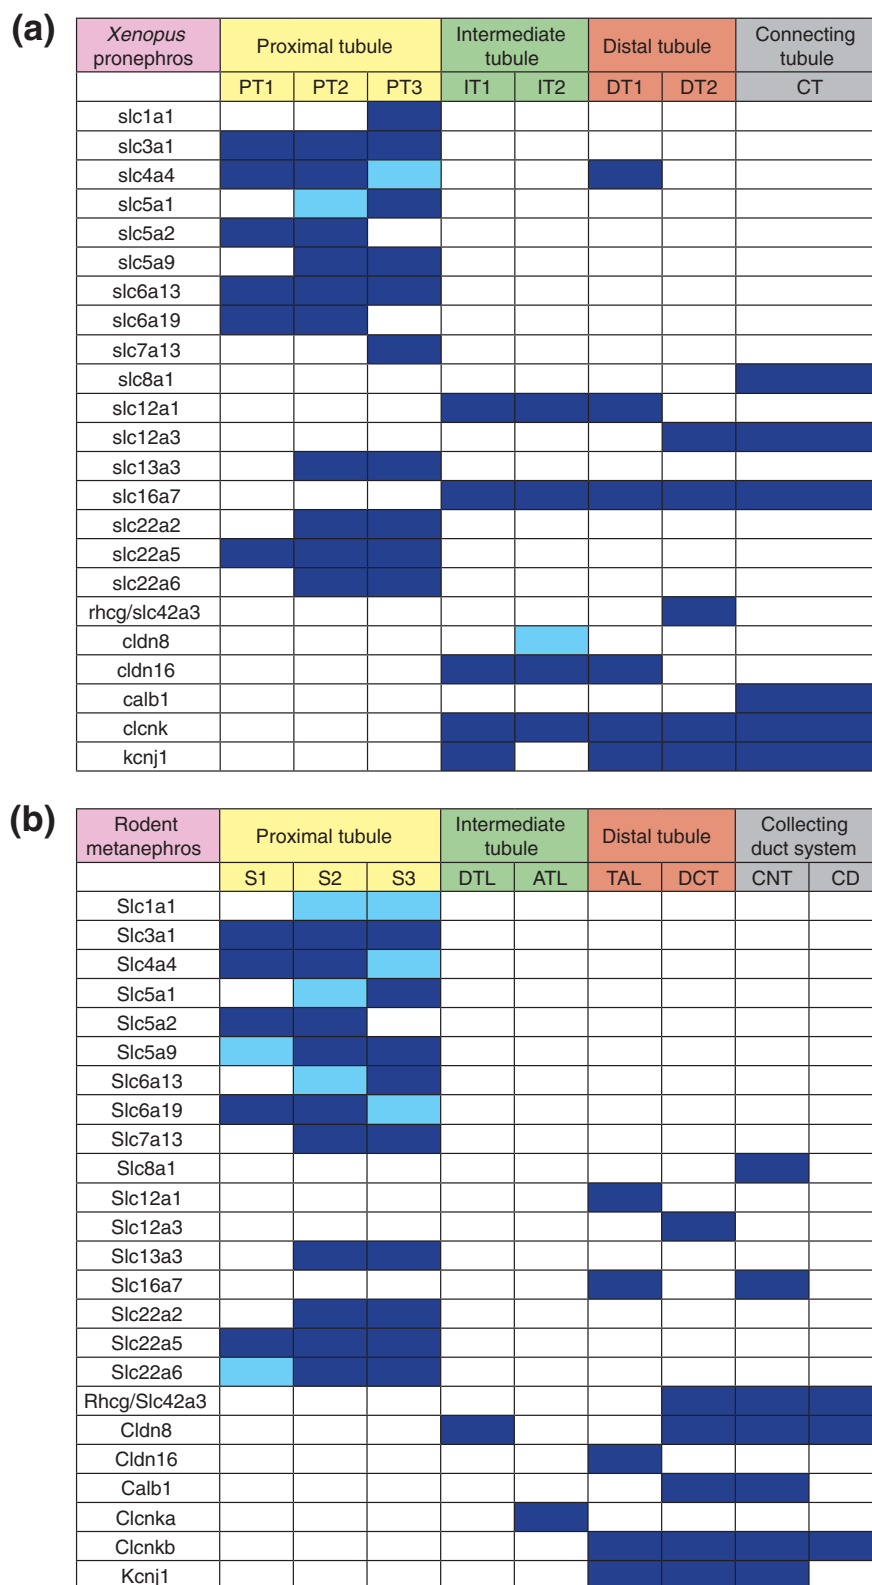 (a)
Xenopus pronephros
Proximal tubule
Intermediate tubule
Distal tubule
Connecting tubule
PT1 PT2 PT3 IT1 IT2 DT1 DT2 CT
slc1a1
slc3a1
slc4a4
slc5a1
slc5a2
slc5a9
slc6a13
slc6a19
slc7a13
slc8a1
slc12a1
slc12a3
slc13a3
slc16a7
slc22a2
slc22a5
slc22a6
rhcg/slc42a3
cldn8
cldn16
calb1
clcnk
kcnj1
(b)
Rodent metanephros
Proximal tubule
Intermediate tubule
Distal tubule
Collecting duct system
S1 S2 S3 DTL ATL TAL DCT CNT CD
Slc1a1
Slc3a1
Slc4a4
Slc5a1
Slc5a2
Slc5a9
Slc6a13
Slc6a19
Slc7a13
Slc8a1
Slc12a1
Slc12a3
Slc13a3
Slc16a7
Slc22a2
Slc22a5
Slc22a6
Rhcg/Slc42a3
Cldn8
Cldn16
Calb1
Clcnka
Clcnkb
Kcnj1